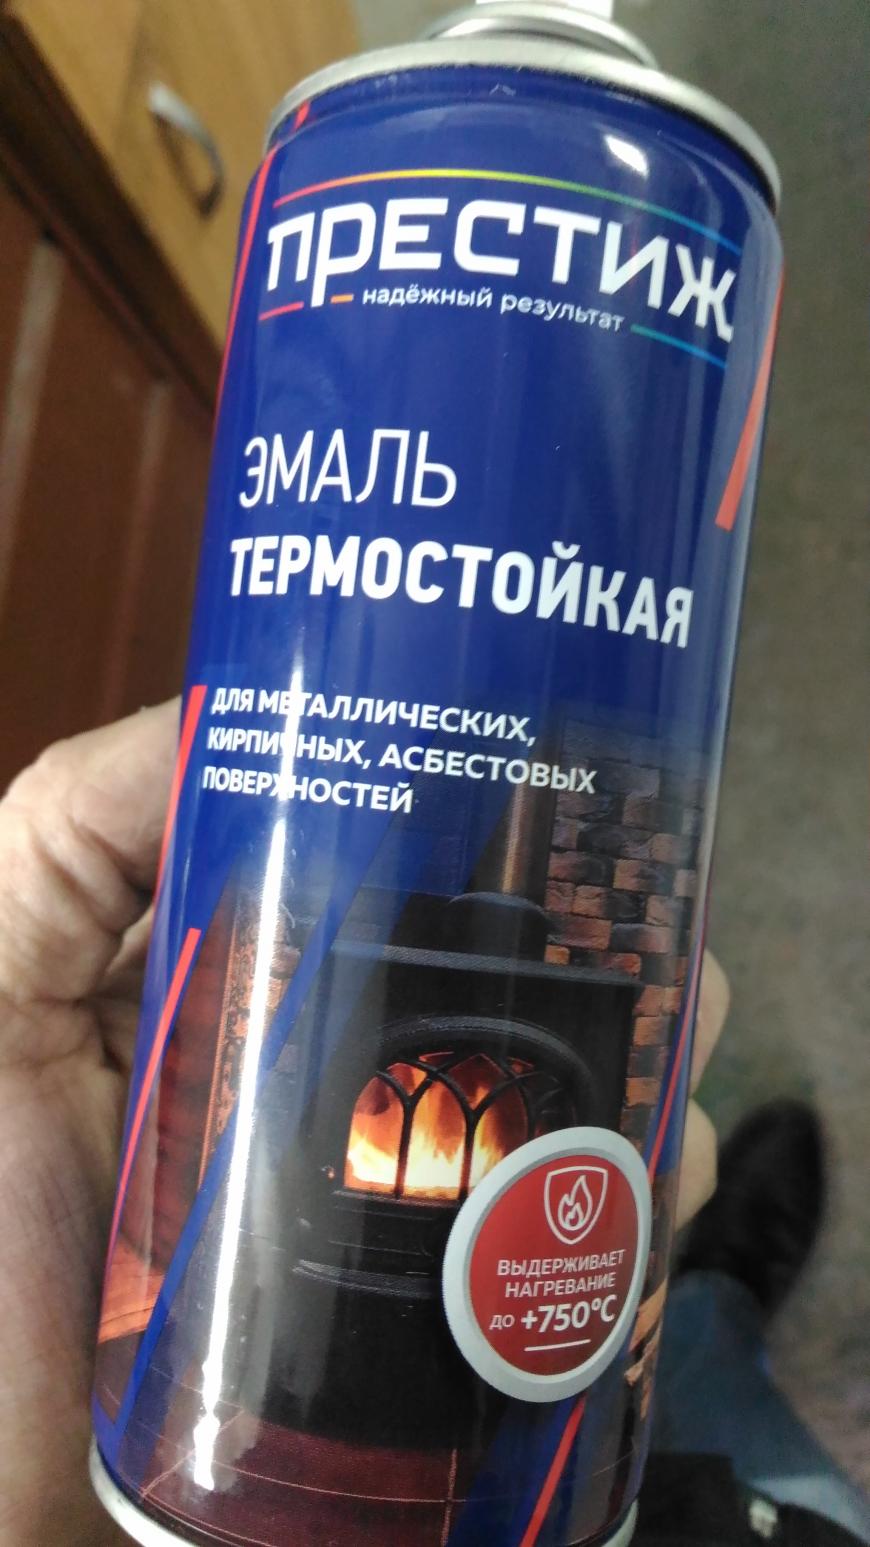 ПРЕСТИЖ
надёжный результат
ЭМАЛЬ
ТЕРМОСТОЙКАЯ
ДЛЯ МЕТАЛЛИЧЕСКИХ,
КИРПИЧНЫХ, АСБЕСТОВЫХ
ПОВЕРХНОСТЕЙ
ВЫДЕРЖИВАЕТ
НАГРЕВАНИЕ
ДО +750°С